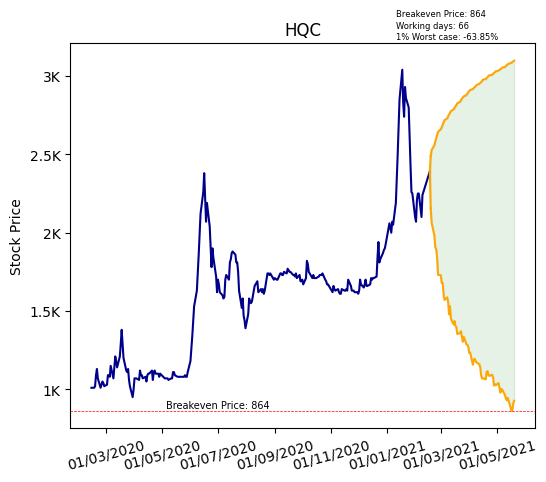 Breakeven Price: 864
Working days: 66
1% Worst case: -63.85%
HQC
Stock Price
3K
2.5K
2K
1.5K
1K
Breakeven Price: 864
01/03/2020
01/05/2020
01/07/2020
01/09/2020
01/11/2020
01/01/2021
01/03/2021
01/05/2021